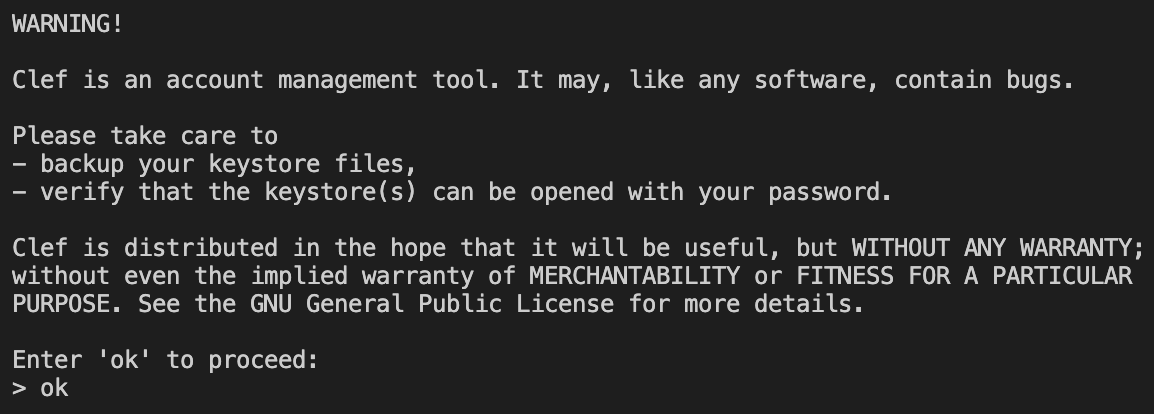 WARNING!
Clef is an account management tool. It may, like any software, contain bugs.
Please take care to
- backup your keystore files,
- verify that the keystore(s) can be opened with your password.
Clef is distributed in the hope that it will be useful, but WITHOUT ANY WARRANTY;
without even the implied warranty of MERCHANTABILITY or FITNESS FOR A PARTICULAR
PURPOSE. See the GNU General Public License for more details.
Enter 'ok' to proceed:
> ok